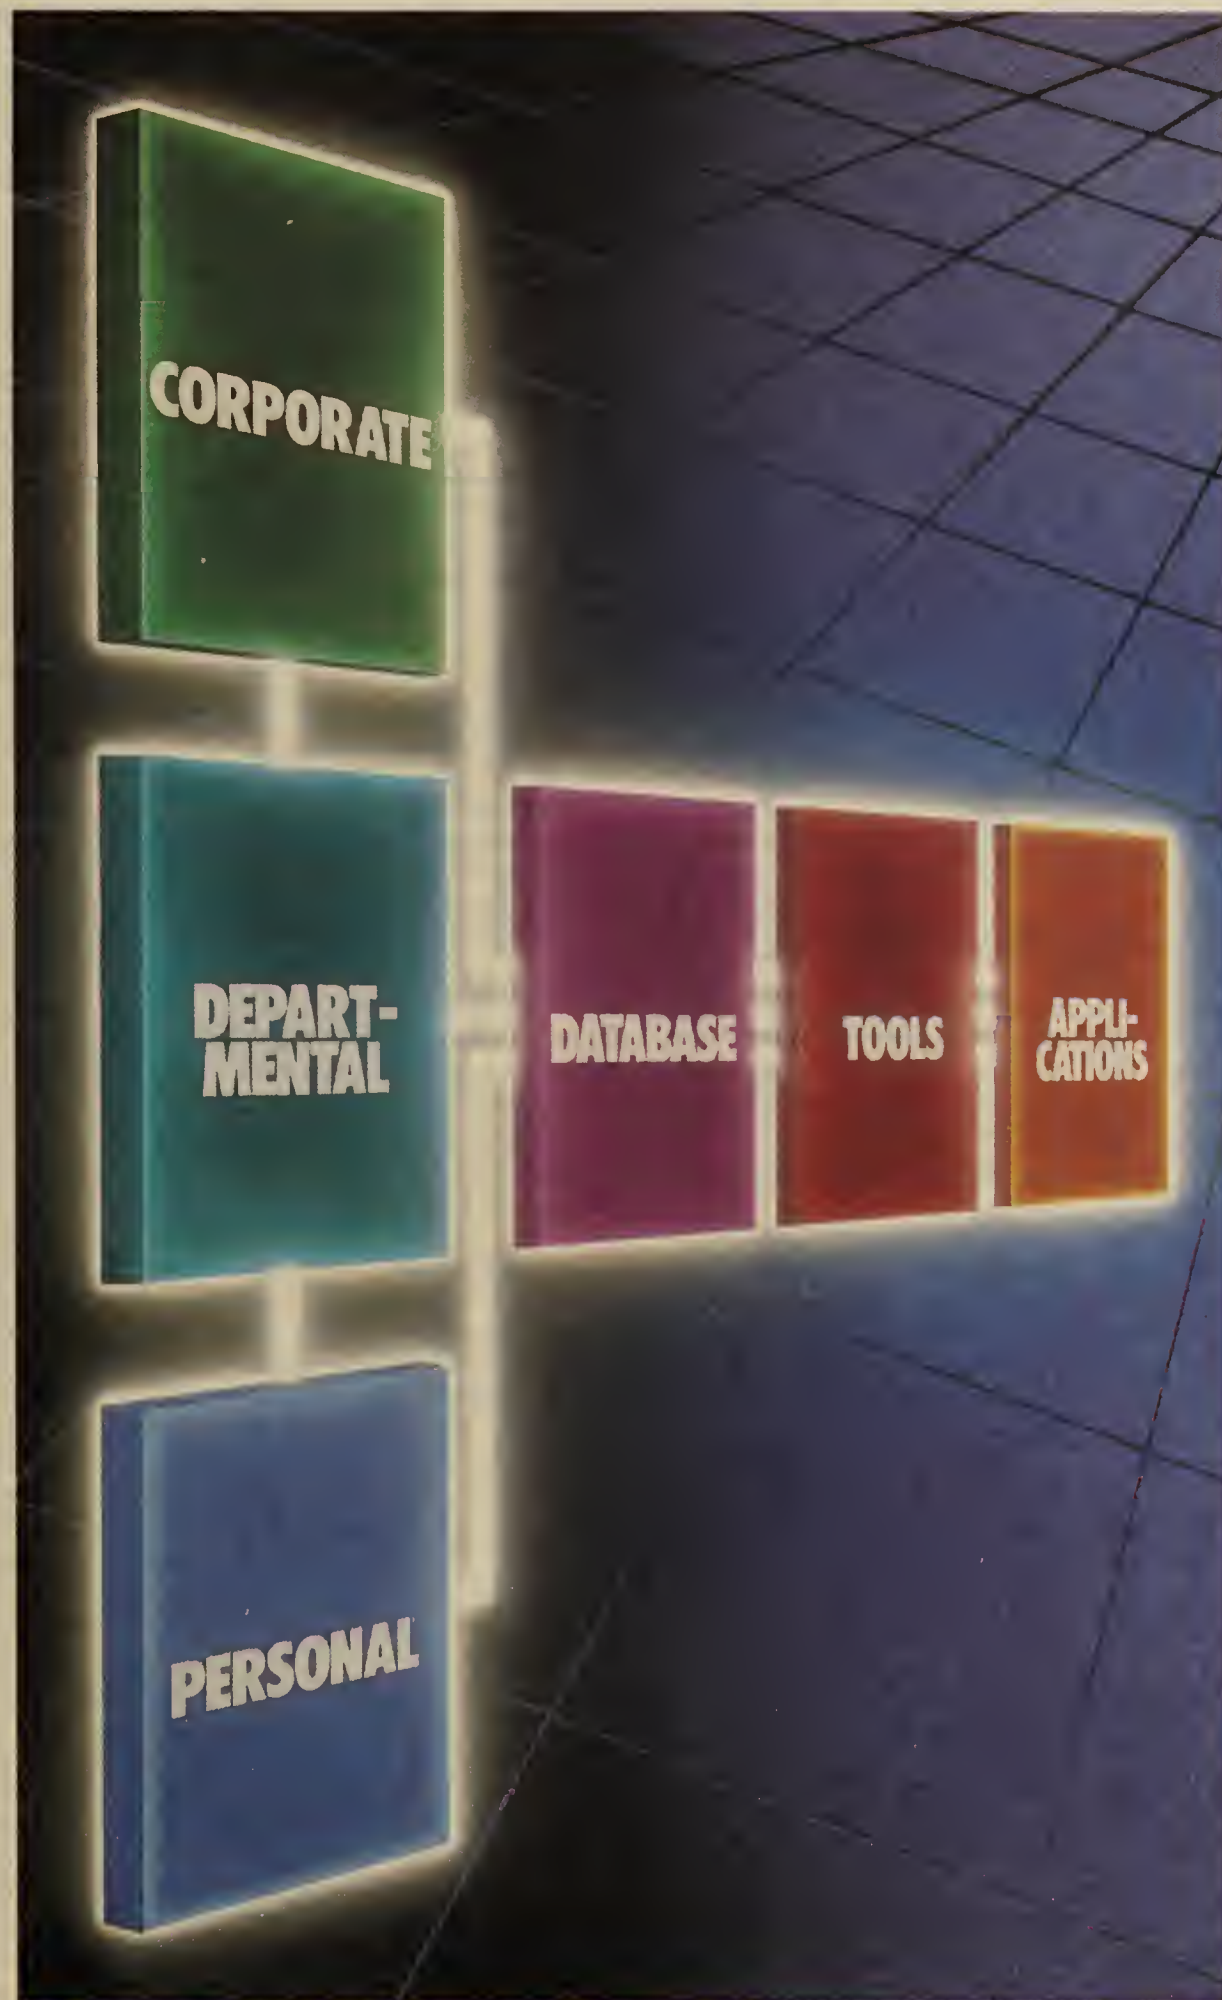 CORPORATE
DEPART-
MENTAL
DATABASE
TOOLS
APPLI-
CATIONS
PERSONAL